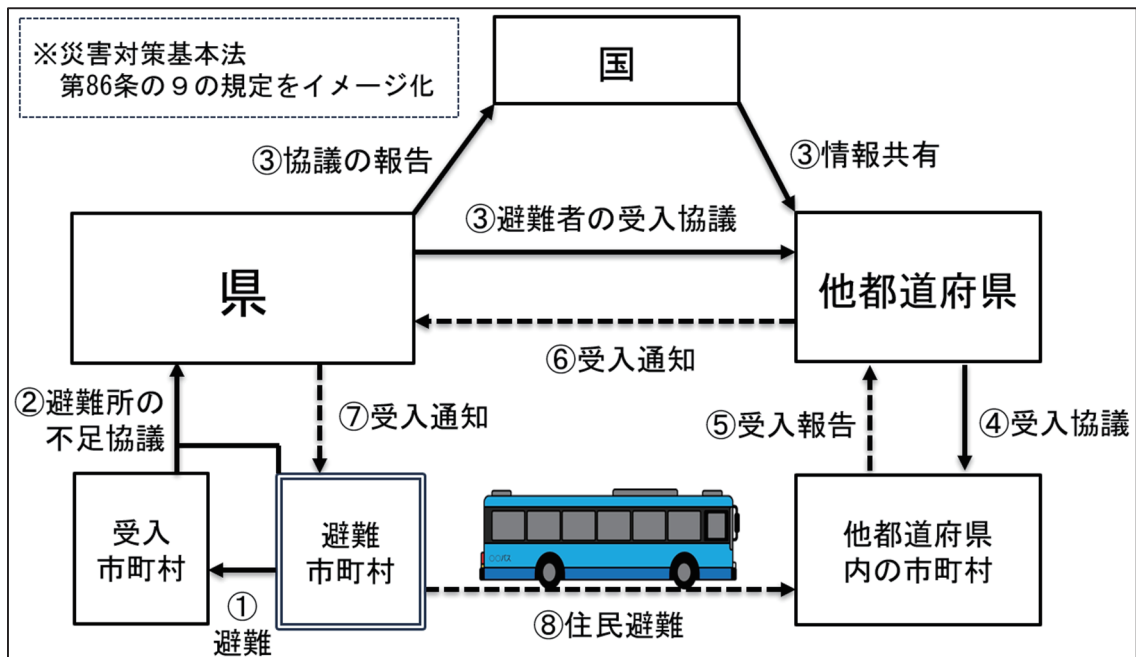 ※災害対策基本法
第86条の９の規定をイメージ化
国
③協議の報告
③情報共有
③避難者の受入協議
県
他都道府県
⑥受入通知
②避難所の
不足協議
⑦受入通知
⑤受入報告
④受入協議
受入
市町村
避難
市町村
他都道府県
内の市町村
①
避難
⑧住民避難